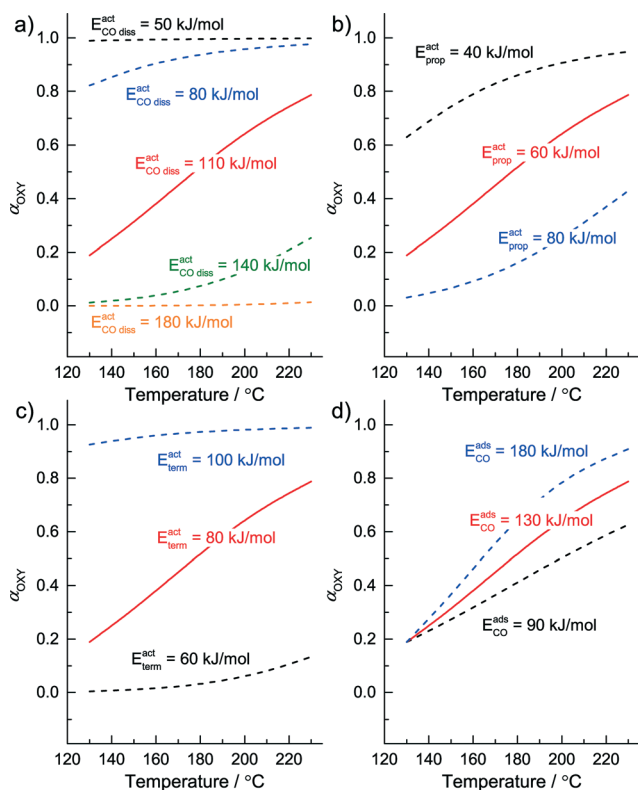 a)
E^act_CO diss = 50 kJ/mol
1.0
E^act_CO diss = 80 kJ/mol
0.8
E^act_CO diss = 110 kJ/mol
0.6
α_OXY
0.4
E^act_CO diss = 140 kJ/mol
0.2
0.0
E^act_CO diss = 180 kJ/mol
120 140 160 180 200 220
Temperature / °C
b)
1.0
E^act_prop = 40 kJ/mol
0.8
E^act_prop = 60 kJ/mol
0.6
α_OXY
0.4
E^act_prop = 80 kJ/mol
0.2
0.0
120 140 160 180 200 220
Temperature / °C
c)
1.0
E^act_term = 100 kJ/mol
0.8
0.6
E^act_term = 80 kJ/mol
α_OXY
0.4
0.2
E^act_term = 60 kJ/mol
0.0
120 140 160 180 200 220
Temperature / °C
d)
1.0
E^ads_CO = 180 kJ/mol
0.8
E^ads_CO = 130 kJ/mol
0.6
α_OXY
0.4
E^ads_CO = 90 kJ/mol
0.2
0.0
120 140 160 180 200 220
Temperature / °C